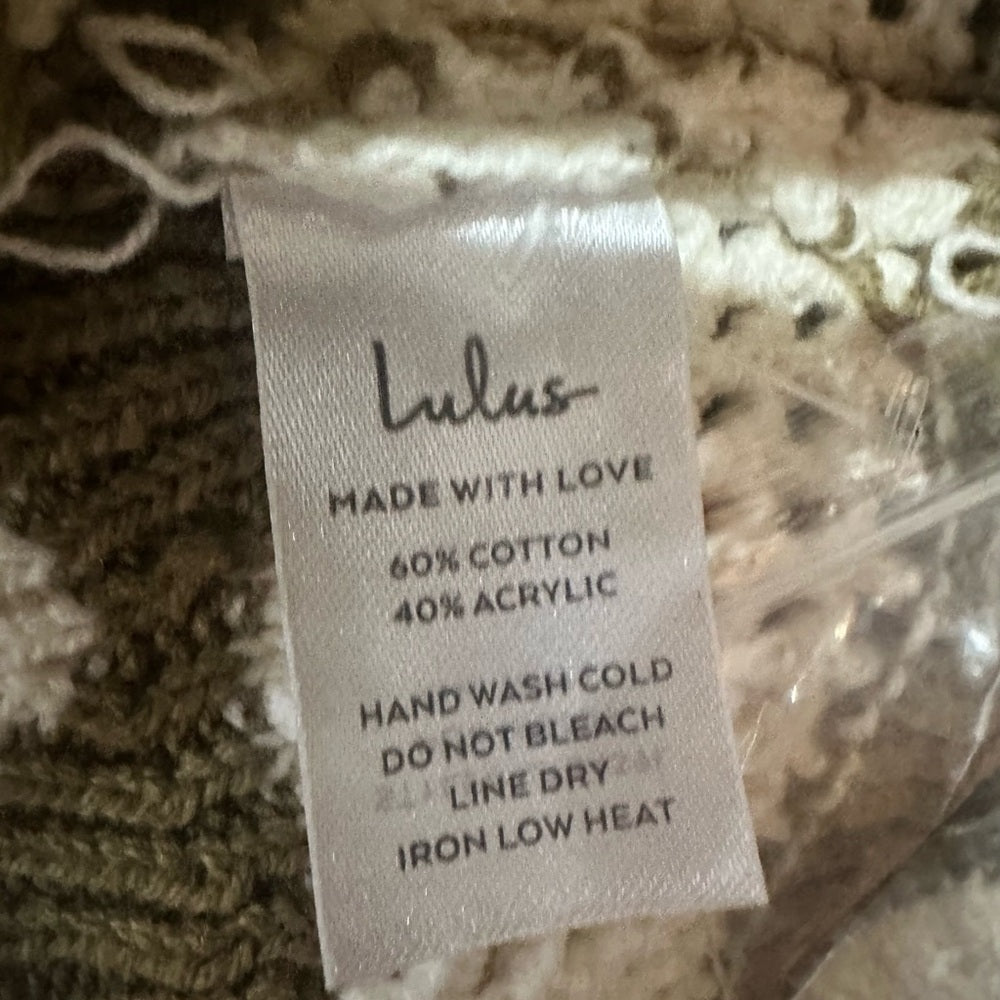 Lulus
MADE WITH LOVE
60% COTTON
40% ACRYLIC
HAND WASH COLD
DO NOT BLEACH
LINE DRY
IRON LOW HEAT